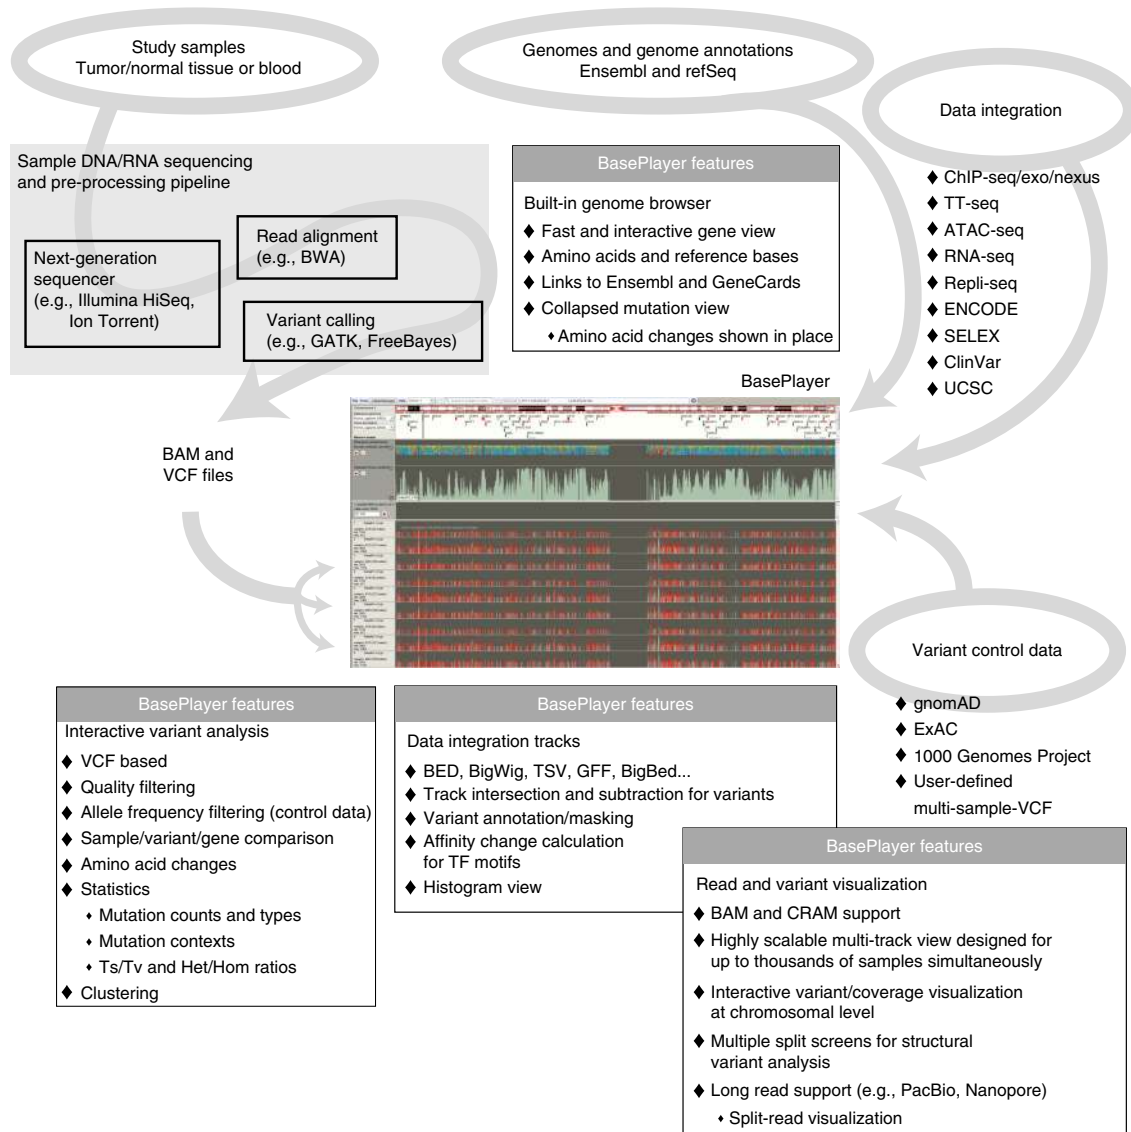 Study samples
Tumor/normal tissue or blood
Genomes and genome annotations
Ensembl and refSeq
Data integration
♦ ChIP-seq/exo/nexus
♦ TT-seq
♦ ATAC-seq
♦ RNA-seq
♦ Repli-seq
♦ ENCODE
♦ SELEX
♦ ClinVar
♦ UCSC
Sample DNA/RNA sequencing
and pre-processing pipeline
Next-generation
sequencer
(e.g., Illumina HiSeq,
Ion Torrent)
Read alignment
(e.g., BWA)
Variant calling
(e.g., GATK, FreeBayes)
BasePlayer features
Built-in genome browser
♦ Fast and interactive gene view
♦ Amino acids and reference bases
♦ Links to Ensembl and GeneCards
♦ Collapsed mutation view
♦ Amino acid changes shown in place
BasePlayer
BAM and
VCF files
Variant control data
♦ gnomAD
♦ ExAC
♦ 1000 Genomes Project
♦ User-defined
multi-sample-VCF
BasePlayer features
Interactive variant analysis
♦ VCF based
♦ Quality filtering
♦ Allele frequency filtering (control data)
♦ Sample/variant/gene comparison
♦ Amino acid changes
♦ Statistics
♦ Mutation counts and types
♦ Mutation contexts
♦ Ts/Tv and Het/Hom ratios
♦ Clustering
BasePlayer features
Data integration tracks
♦ BED, BigWig, TSV, GFF, BigBed...
♦ Track intersection and subtraction for variants
♦ Variant annotation/masking
♦ Affinity change calculation
for TF motifs
♦ Histogram view
BasePlayer features
Read and variant visualization
♦ BAM and CRAM support
♦ Highly scalable multi-track view designed for
up to thousands of samples simultaneously
♦ Interactive variant/coverage visualization
at chromosomal level
♦ Multiple split screens for structural
variant analysis
♦ Long read support (e.g., PacBio, Nanopore)
♦ Split-read visualization